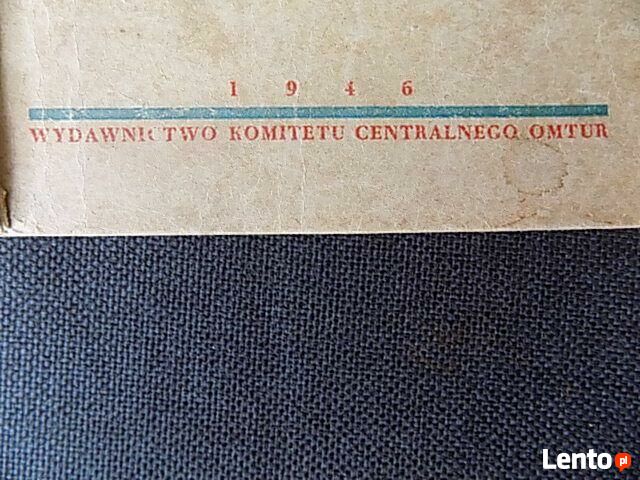 1 9 4 6
WYDAWNICTWO KOMITETU CENTRALNEGO OMTUR
Lento.pl